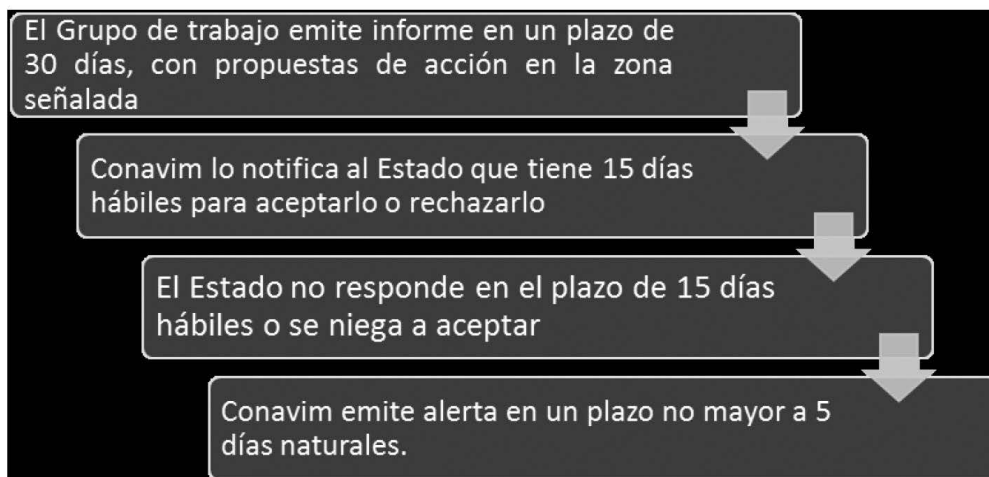 El Grupo de trabajo emite informe en un plazo de
30 días, con propuestas de acción en la zona
señalada
Conavim lo notifica al Estado que tiene 15 días
hábiles para aceptarlo o rechazarlo
El Estado no responde en el plazo de 15 días
hábiles o se niega a aceptar
Conavim emite alerta en un plazo no mayor a 5
días naturales.